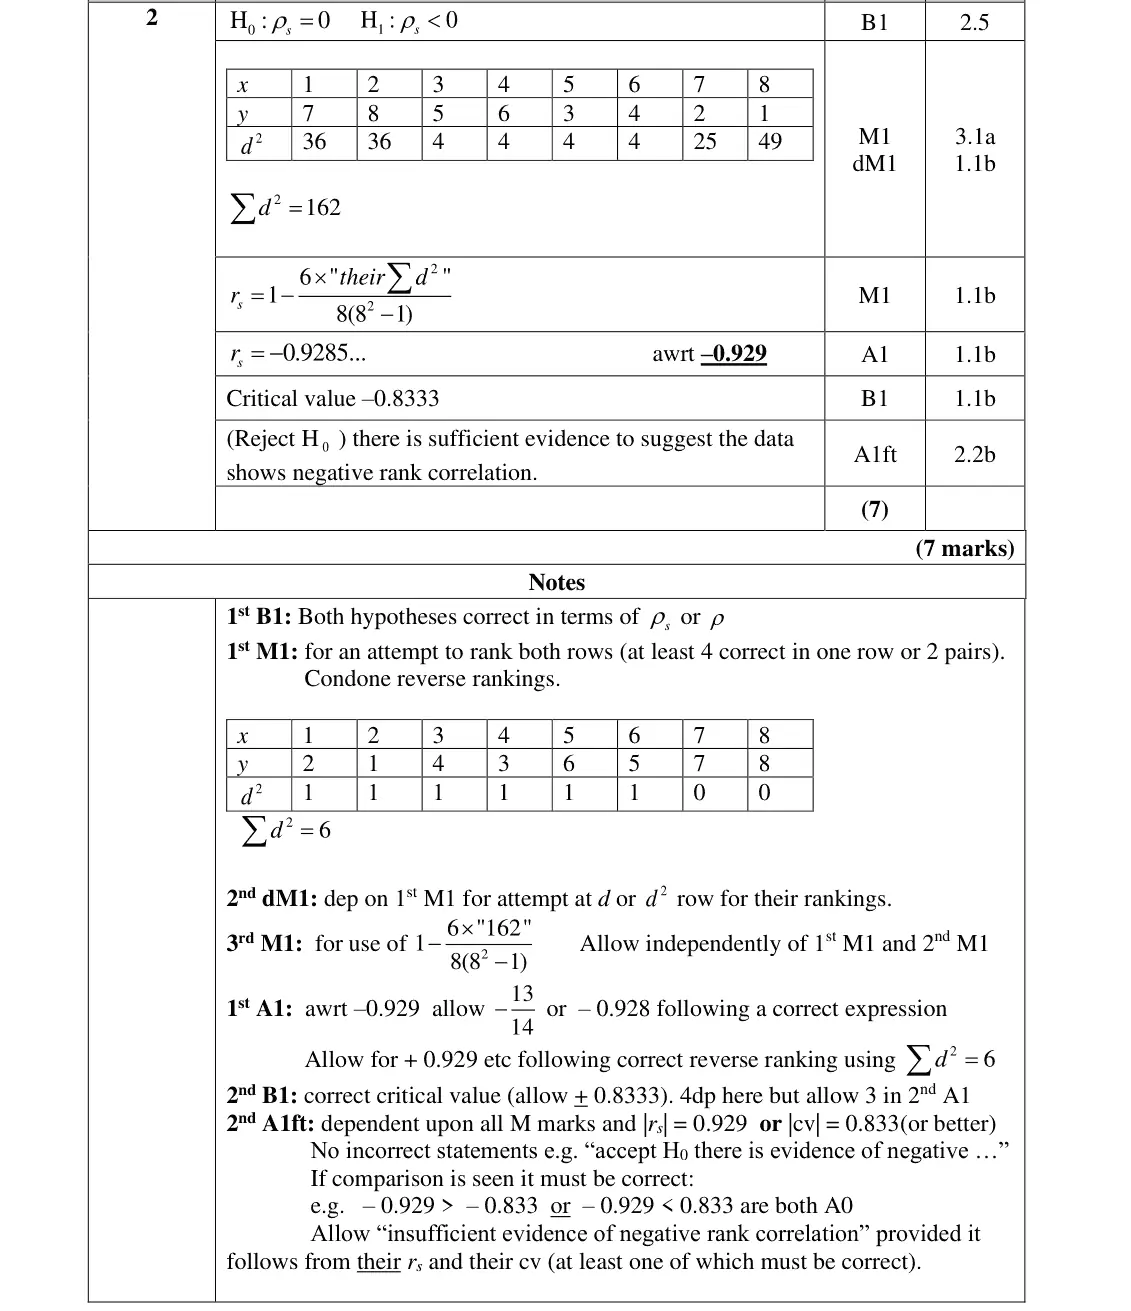 2 H₀ : ρₛ = 0 H₁ : ρₛ < 0 B1 2.5
x 1 2 3 4 5 6 7 8
y 7 8 5 6 3 4 2 1
d² 36 36 4 4 4 4 25 49
M1 3.1a
dM1 1.1b
∑d² = 162
rₛ = 1 − 6 × "their ∑d²" / 8(8² − 1) M1 1.1b
rₛ = −0.9285... awrt –0.929 A1 1.1b
Critical value –0.8333 B1 1.1b
(Reject H₀ ) there is sufficient evidence to suggest the data
shows negative rank correlation. A1ft 2.2b
(7)
(7 marks)
Notes
1st B1: Both hypotheses correct in terms of ρₛ or ρ
1st M1: for an attempt to rank both rows (at least 4 correct in one row or 2 pairs).
Condone reverse rankings.
x 1 2 3 4 5 6 7 8
y 2 1 4 3 6 5 7 8
d² 1 1 1 1 1 1 0 0
∑d² = 6
2nd dM1: dep on 1st M1 for attempt at d or d² row for their rankings.
3rd M1: for use of 1 − 6 × "162" / 8(8² − 1) Allow independently of 1st M1 and 2nd M1
1st A1: awrt –0.929 allow −13/14 or – 0.928 following a correct expression
Allow for + 0.929 etc following correct reverse ranking using ∑d² = 6
2nd B1: correct critical value (allow ± 0.8333). 4dp here but allow 3 in 2nd A1
2nd A1ft: dependent upon all M marks and |rₛ| = 0.929 or |cv| = 0.833(or better)
No incorrect statements e.g. “accept H₀ there is evidence of negative …”
If comparison is seen it must be correct:
e.g. – 0.929 > – 0.833 or – 0.929 < 0.833 are both A0
Allow “insufficient evidence of negative rank correlation” provided it
follows from their rₛ and their cv (at least one of which must be correct).